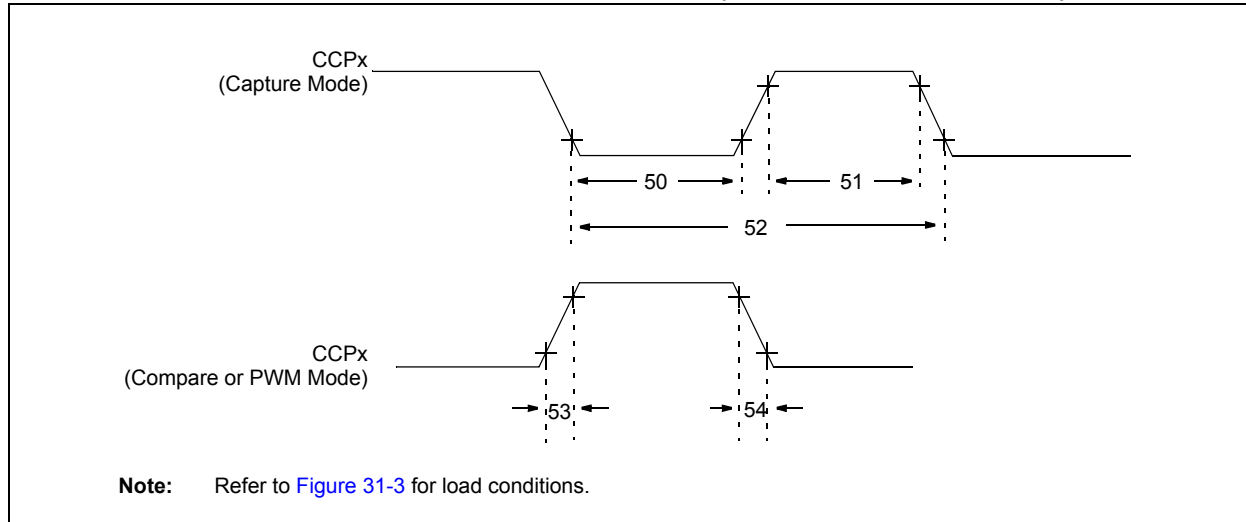 CCPx
(Capture Mode)
50
51
52
CCPx
(Compare or PWM Mode)
53
54
Note: Refer to Figure 31-3 for load conditions.